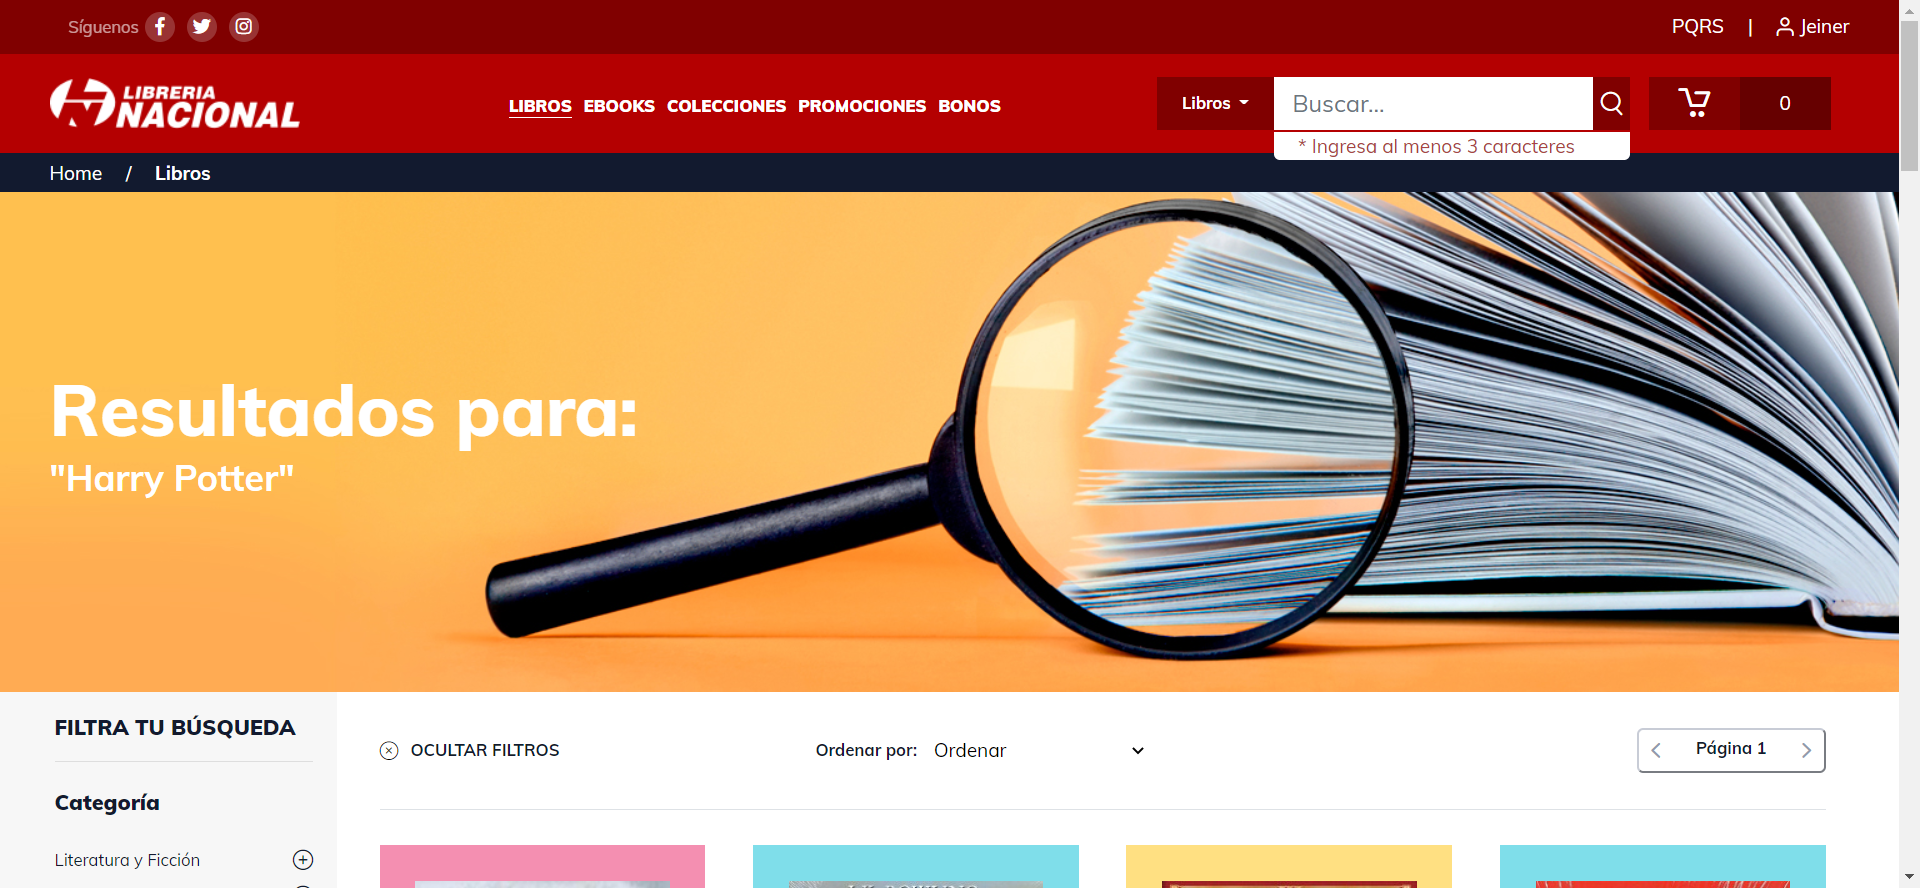 Síguenos
PQRS | Jeiner
LIBRERIA
NACIONAL
LIBROS EBOOKS COLECCIONES PROMOCIONES BONOS
Libros
Buscar...
0
* Ingresa al menos 3 caracteres
Home / Libros
Resultados para:
"Harry Potter"
FILTRA TU BÚSQUEDA
OCULTAR FILTROS
Ordenar por: Ordenar
Página 1
Categoría
Literatura y Ficción